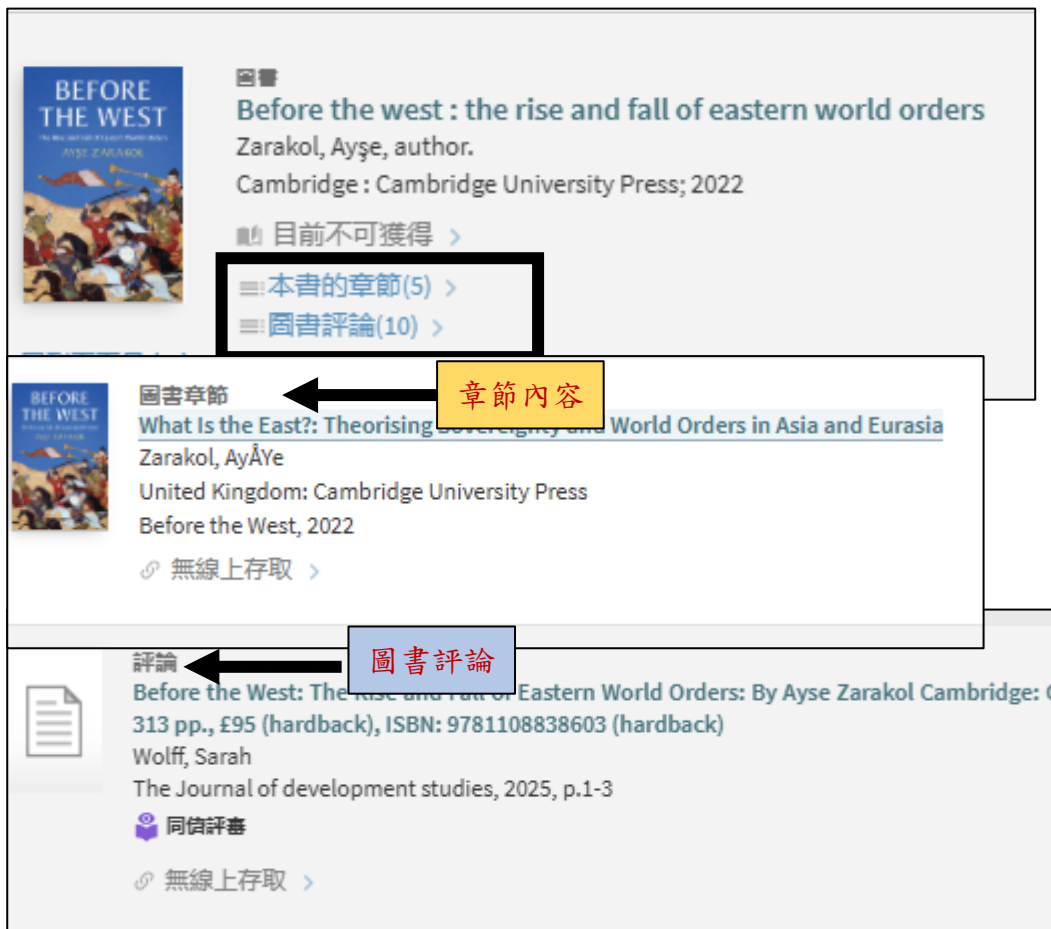 BEFORE
THE WEST
AYŞE ZARAKOL
圖書
Before the west : the rise and fall of eastern world orders
Zarakol, Ayşe, author.
Cambridge : Cambridge University Press; 2022
目前不可獲得 >
本書的章節(5) >
圖書評論(10) >
BEFORE
THE WEST
圖書章節
章節內容
What Is the East?: Theorising Sovereignty and World Orders in Asia and Eurasia
Zarakol, AyÅŸe
United Kingdom: Cambridge University Press
Before the West, 2022
無線上存取 >
評論
圖書評論
Before the West: The Rise and Fall of Eastern World Orders: By Ayse Zarakol Cambridge:
313 pp., £95 (hardback), ISBN: 9781108838603 (hardback)
Wolff, Sarah
The Journal of development studies, 2025, p.1-3
同儕評審
無線上存取 >